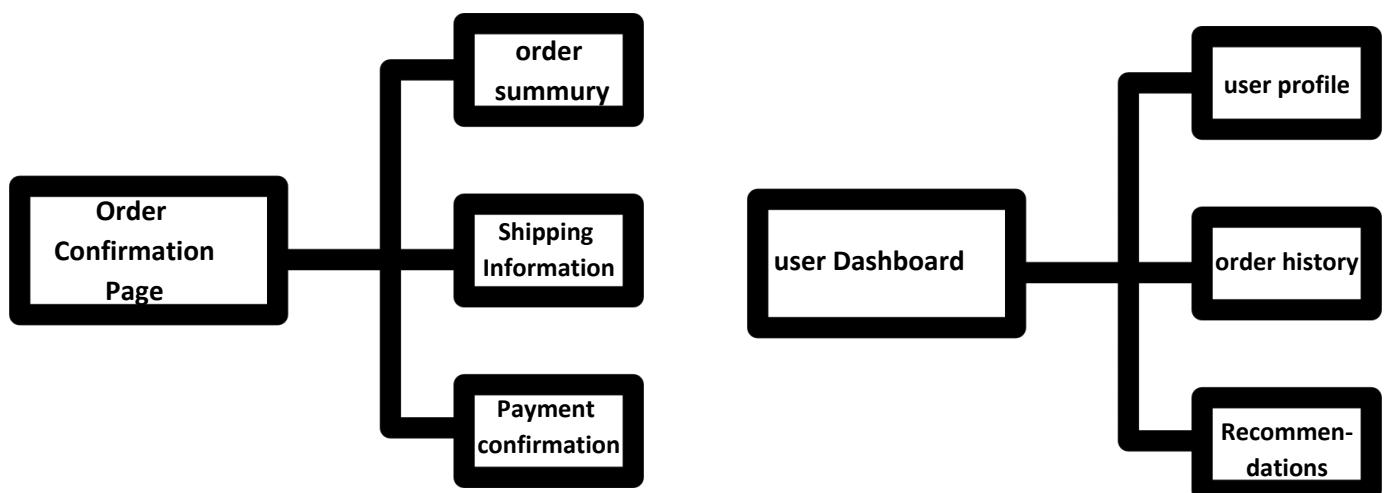 order
summury
Order
Confirmation
Page
Shipping
Information
Payment
confirmation
user profile
user Dashboard
order history
Recommen-
dations